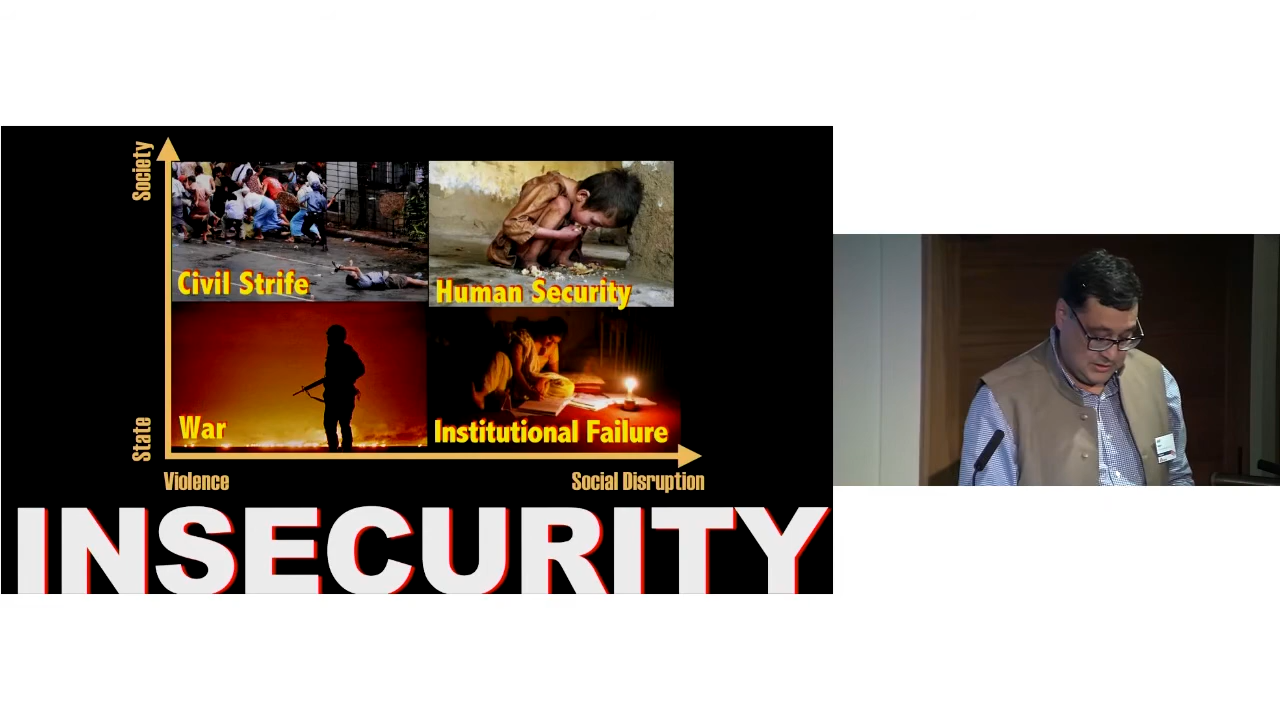 Society
Civil Strife
Human Security
War
Institutional Failure
State
Violence
Social Disruption
INSECURITY